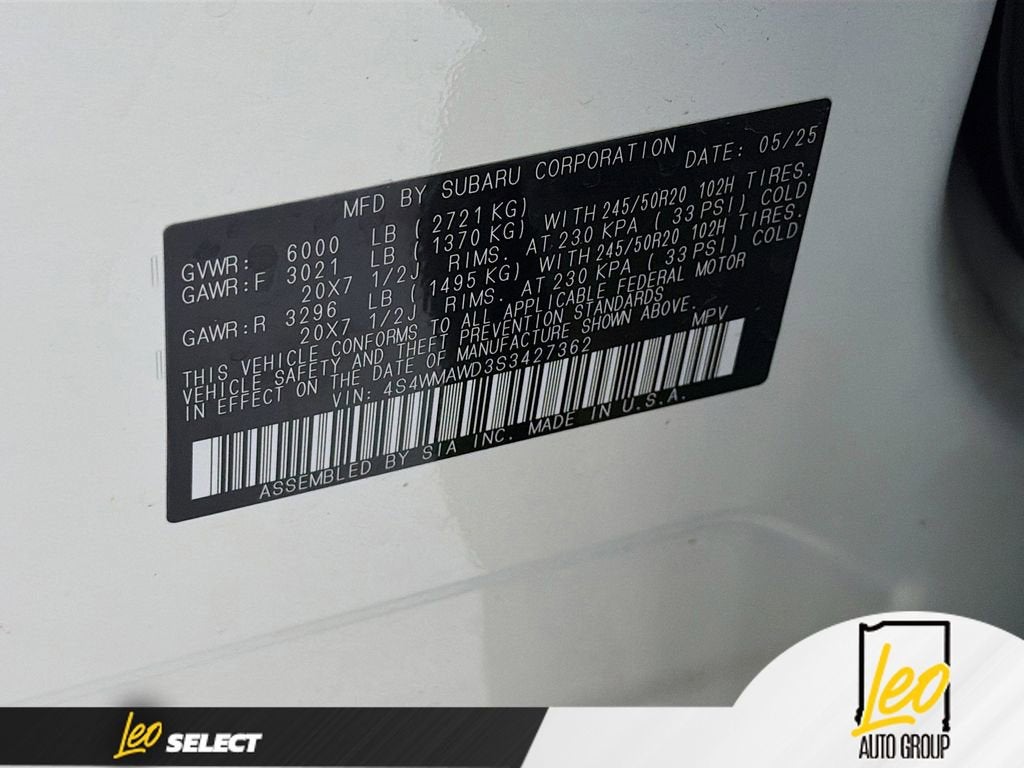 MFD BY SUBARU CORPORATION DATE: 05/25
GVWR: 6000 LB ( 2721 KG)
GAWR:F 3021 LB ( 1370 KG) WITH 245/50R20 102H TIRES.
20X7 1/2J RIMS. AT 230 KPA ( 33 PSI) COLD
GAWR:R 3296 LB ( 1495 KG) WITH 245/50R20 102H TIRES.
20X7 1/2J RIMS. AT 230 KPA ( 33 PSI) COLD
THIS VEHICLE CONFORMS TO ALL APPLICABLE FEDERAL MOTOR
VEHICLE SAFETY AND THEFT PREVENTION STANDARDS
IN EFFECT ON THE DATE OF MANUFACTURE SHOWN ABOVE.
VIN: 4S4WMAWD3S3427362 MPV
ASSEMBLED BY SIA INC. MADE IN U.S.A.
Leo SELECT
Leo
AUTO GROUP